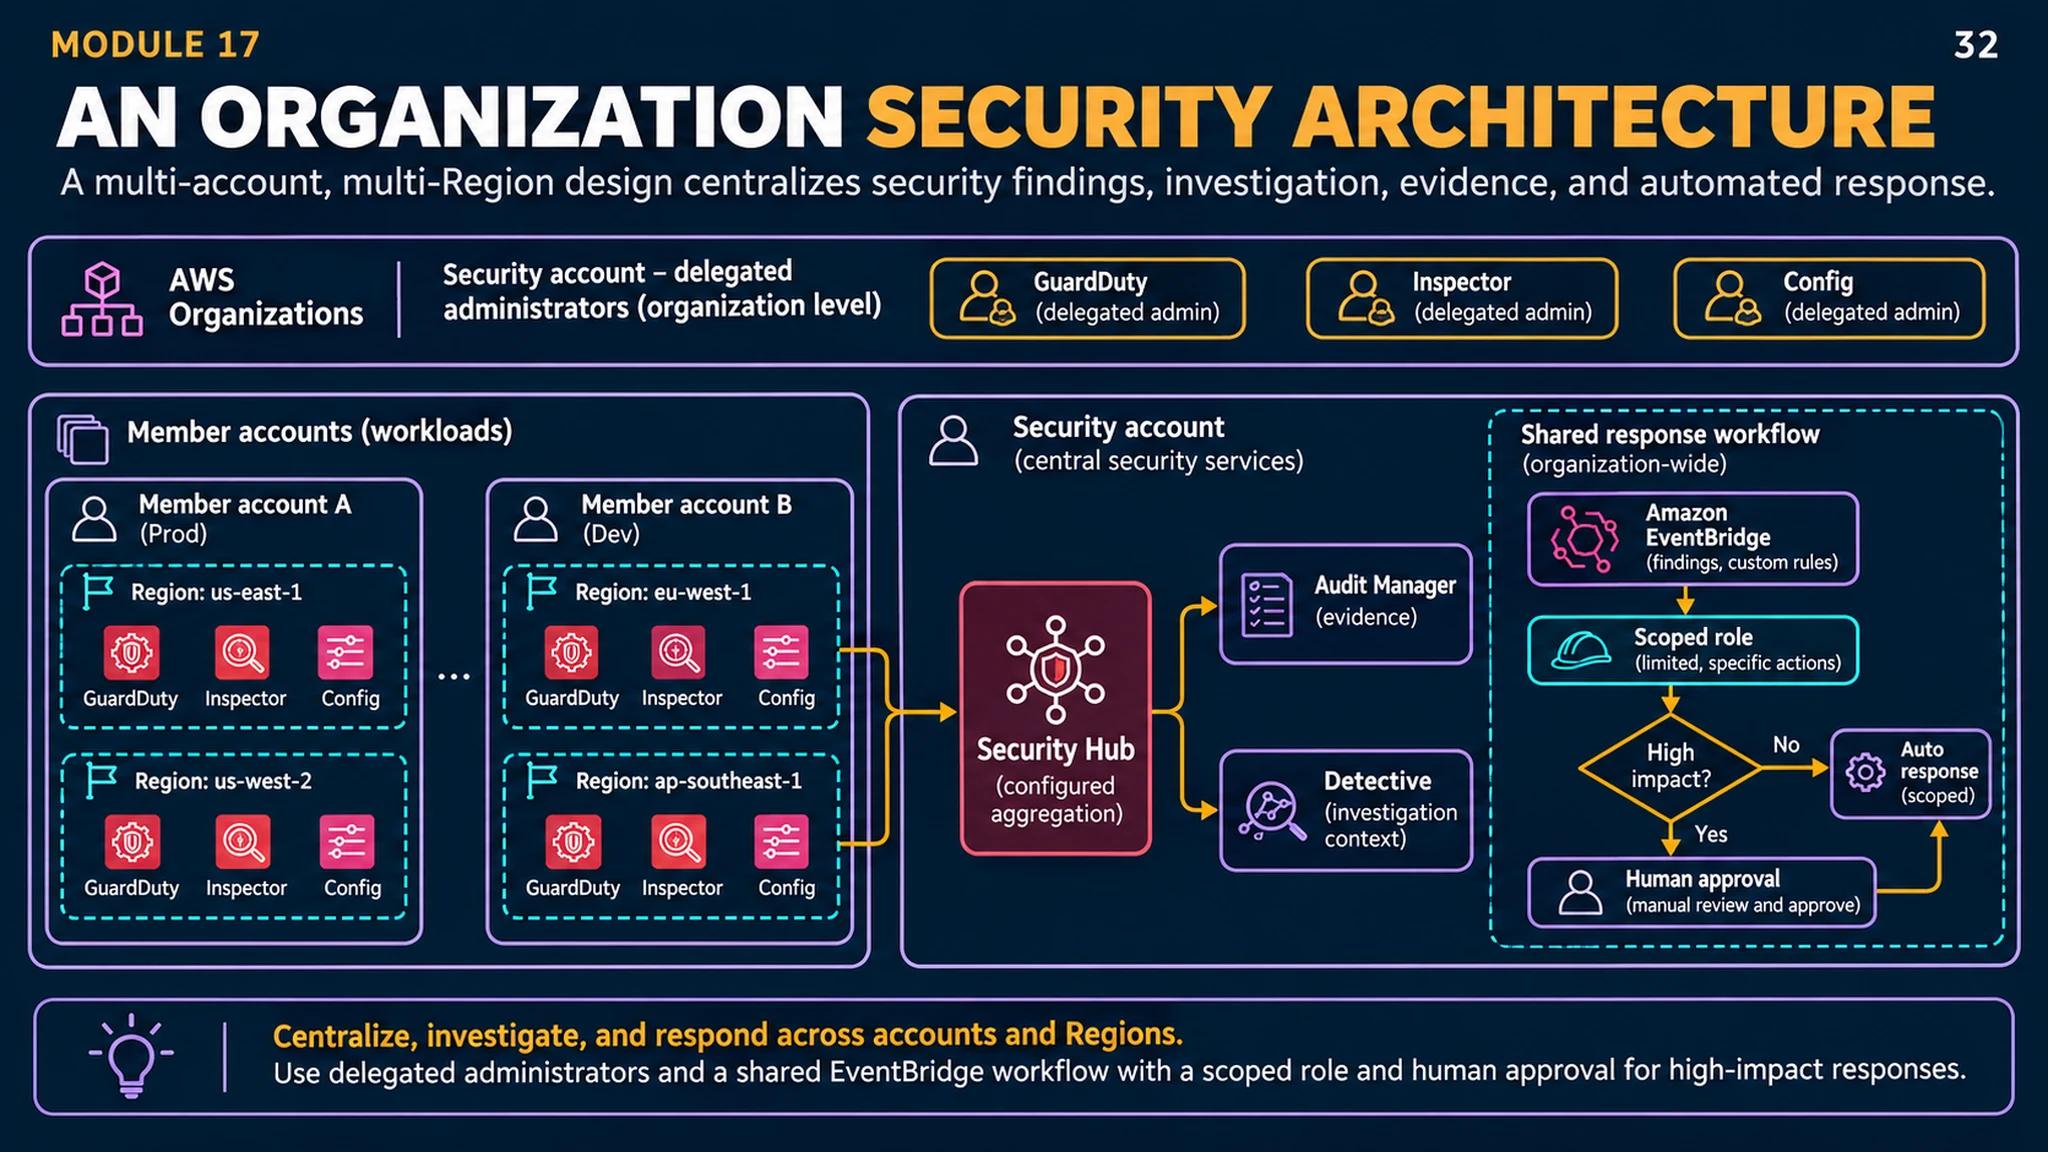 MODULE 17
32
AN ORGANIZATION SECURITY ARCHITECTURE
A multi-account, multi-Region design centralizes security findings, investigation, evidence, and automated response.
AWS
Organizations
Security account – delegated
administrators (organization level)
GuardDuty
(delegated admin)
Inspector
(delegated admin)
Config
(delegated admin)
Member accounts (workloads)
Member account A
(Prod)
Region: us-east-1
GuardDuty
Inspector
Config
Region: us-west-2
GuardDuty
Inspector
Config
...
Member account B
(Dev)
Region: eu-west-1
GuardDuty
Inspector
Config
Region: ap-southeast-1
GuardDuty
Inspector
Config
Security account
(central security services)
Security Hub
(configured
aggregation)
Audit Manager
(evidence)
Detective
(investigation
context)
Shared response workflow
(organization-wide)
Amazon
EventBridge
(findings, custom rules)
Scoped role
(limited, specific actions)
High
impact?
No
Auto
response
(scoped)
Yes
Human approval
(manual review and approve)
Centralize, investigate, and respond across accounts and Regions.
Use delegated administrators and a shared EventBridge workflow with a scoped role and human approval for high-impact responses.